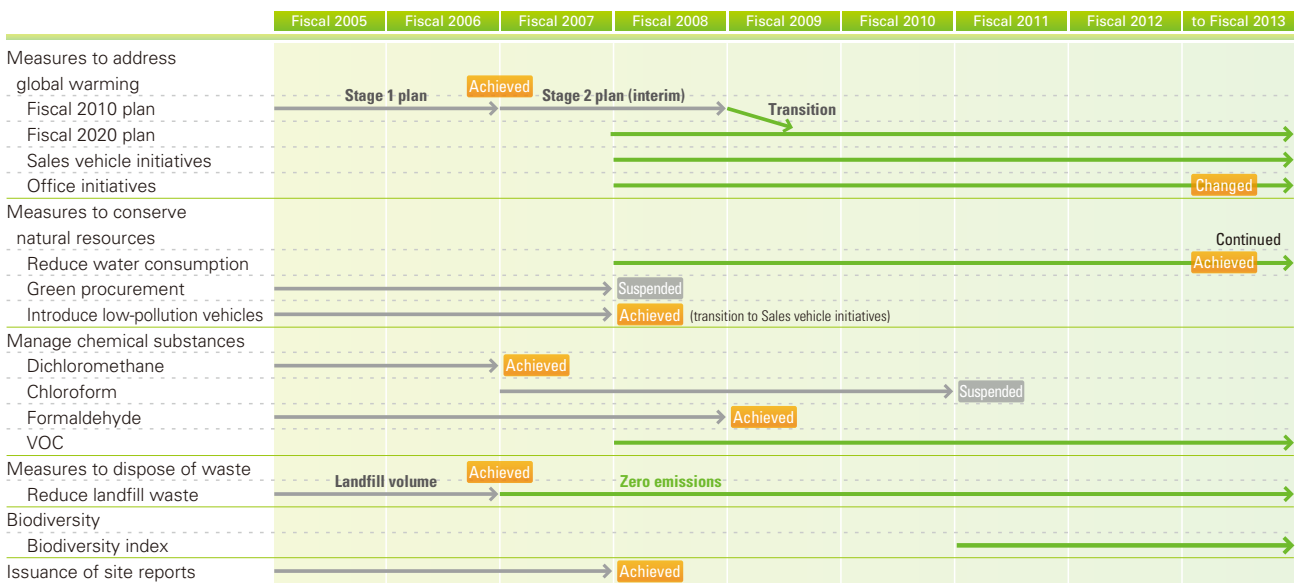 Fiscal 2005 Fiscal 2006 Fiscal 2007 Fiscal 2008 Fiscal 2009 Fiscal 2010 Fiscal 2011 Fiscal 2012 to Fiscal 2013
Measures to address
global warming
Achieved
Stage 1 plan Stage 2 plan (interim)
Fiscal 2010 plan Transition
Fiscal 2020 plan
Sales vehicle initiatives
Office initiatives Changed
Measures to conserve
natural resources Continued
Reduce water consumption Achieved
Green procurement Suspended
Introduce low-pollution vehicles Achieved (transition to Sales vehicle initiatives)
Manage chemical substances
Dichloromethane Achieved
Chloroform Suspended
Formaldehyde Achieved
VOC
Measures to dispose of waste Achieved
Landfill volume Zero emissions
Reduce landfill waste
Biodiversity
Biodiversity index
Issuance of site reports Achieved